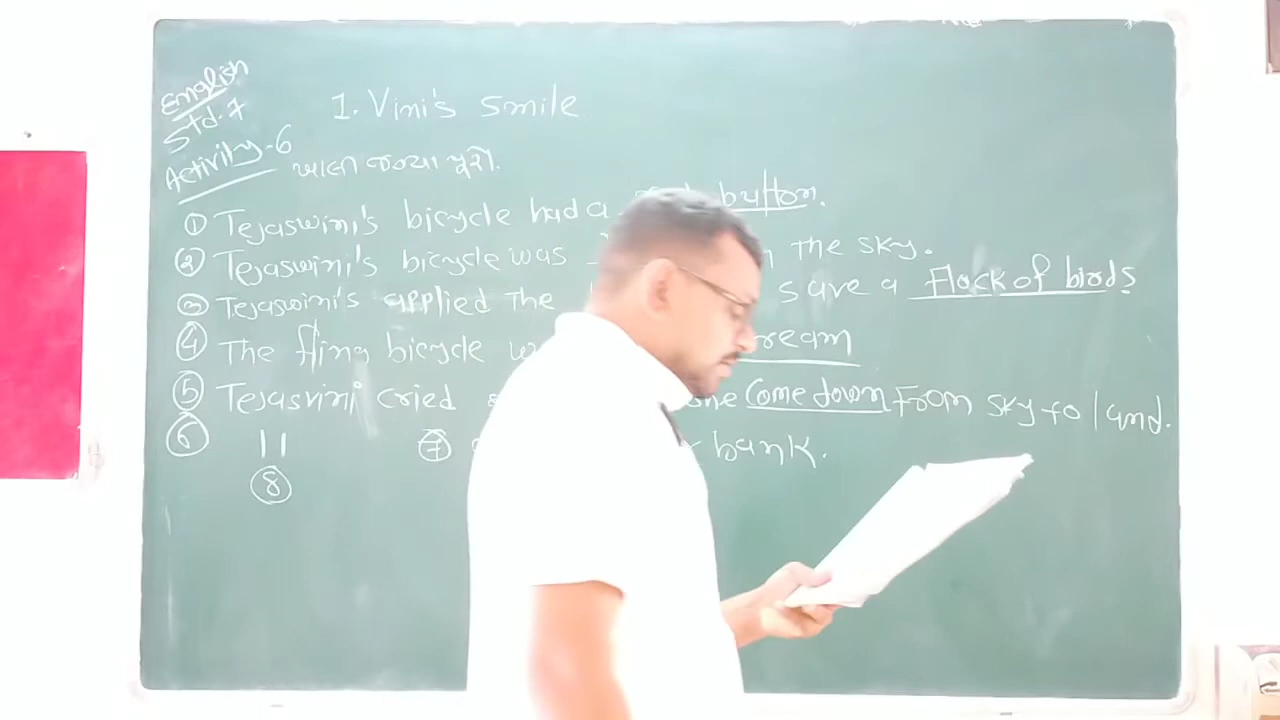 English
Std. 7
1. Vini's Smile
Activity-6
ખાલી જગ્યા પૂરો.
① Tejaswini's bicycle had a button.
② Tejaswini's bicycle was the sky.
③ Tejaswini's applied the save a Flock of birds
④ The fling bicycle
⑤ Tejasvini cried Come down From sky to land.
⑥ 11 ⑦ bank.
⑧